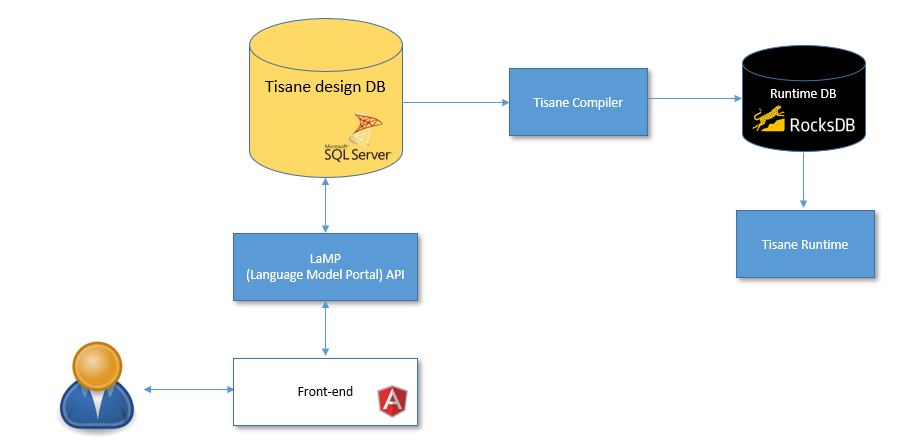 Tisane design DB
Microsoft
SQL Server
Tisane Compiler
Runtime DB
RocksDB
LaMP
(Language Model Portal) API
Tisane Runtime
Front-end
A